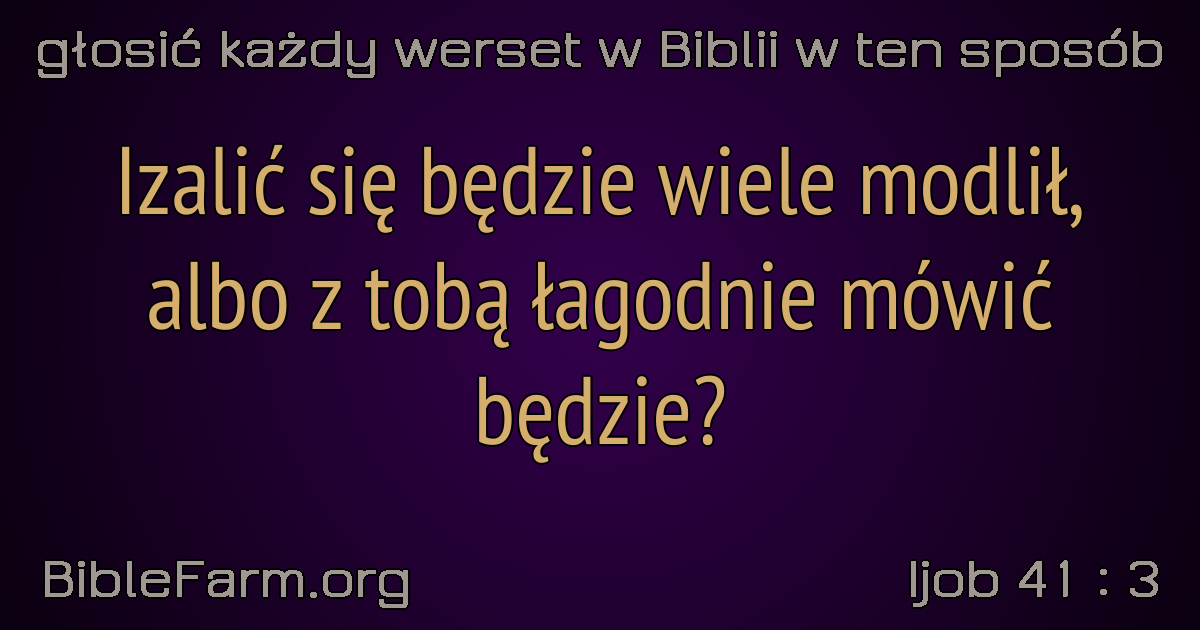 głosić każdy werset w Biblii w ten sposób
Izalić się będzie wiele modlił,
albo z tobą łagodnie mówić
będzie?
BibleFarm.org
Ijob 41 : 3